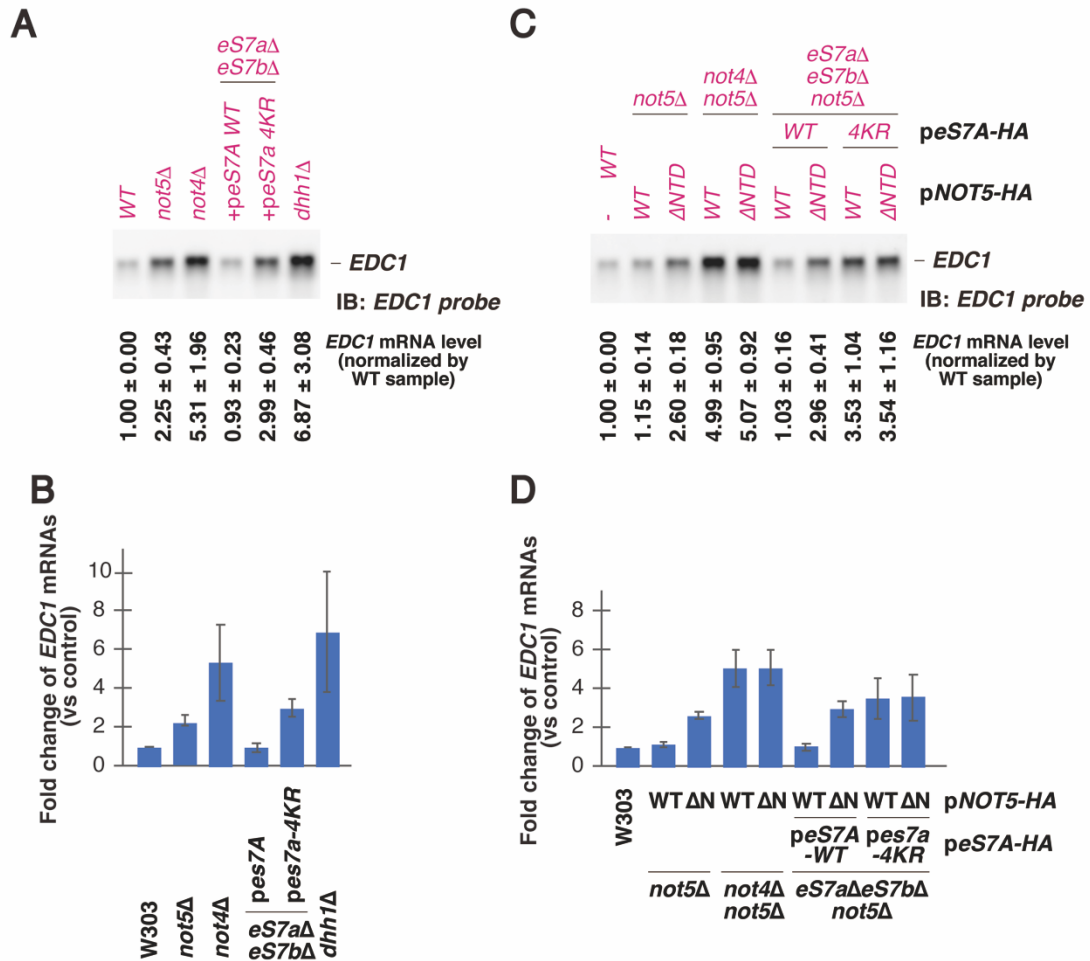 A
eS7aΔ
eS7bΔ
WT
not5Δ
not4Δ
+peS7A WT
+peS7a 4KR
dhh1Δ
– EDC1
IB: EDC1 probe
1.00 ± 0.00
2.25 ± 0.43
5.31 ± 1.96
0.93 ± 0.23
2.99 ± 0.46
6.87 ± 3.08
EDC1 mRNA level
(normalized by
WT sample)
C
not5Δ
not4Δ
not5Δ
eS7aΔ
eS7bΔ
not5Δ
WT
4KR
peS7A-HA
WT
-
WT
ΔNTD
WT
ΔNTD
WT
ΔNTD
WT
ΔNTD
pNOT5-HA
– EDC1
IB: EDC1 probe
1.00 ± 0.00
1.15 ± 0.14
2.60 ± 0.18
4.99 ± 0.95
5.07 ± 0.92
1.03 ± 0.16
2.96 ± 0.41
3.53 ± 1.04
3.54 ± 1.16
EDC1 mRNA level
(normalized by
WT sample)
B
Fold change of EDC1 mRNAs
(vs control)
10
8
6
4
2
0
W303
not5Δ
not4Δ
pes7A
pes7a-4KR
eS7aΔ
eS7bΔ
dhh1Δ
D
Fold change of EDC1 mRNAs
(vs control)
8
6
4
2
0
W303
WT ΔN WT ΔN WT ΔN WT ΔN pNOT5-HA
peS7A
-WT
pes7a
-4KR
peS7A-HA
not5Δ
not4Δ
not5Δ
eS7aΔeS7bΔ
not5Δ